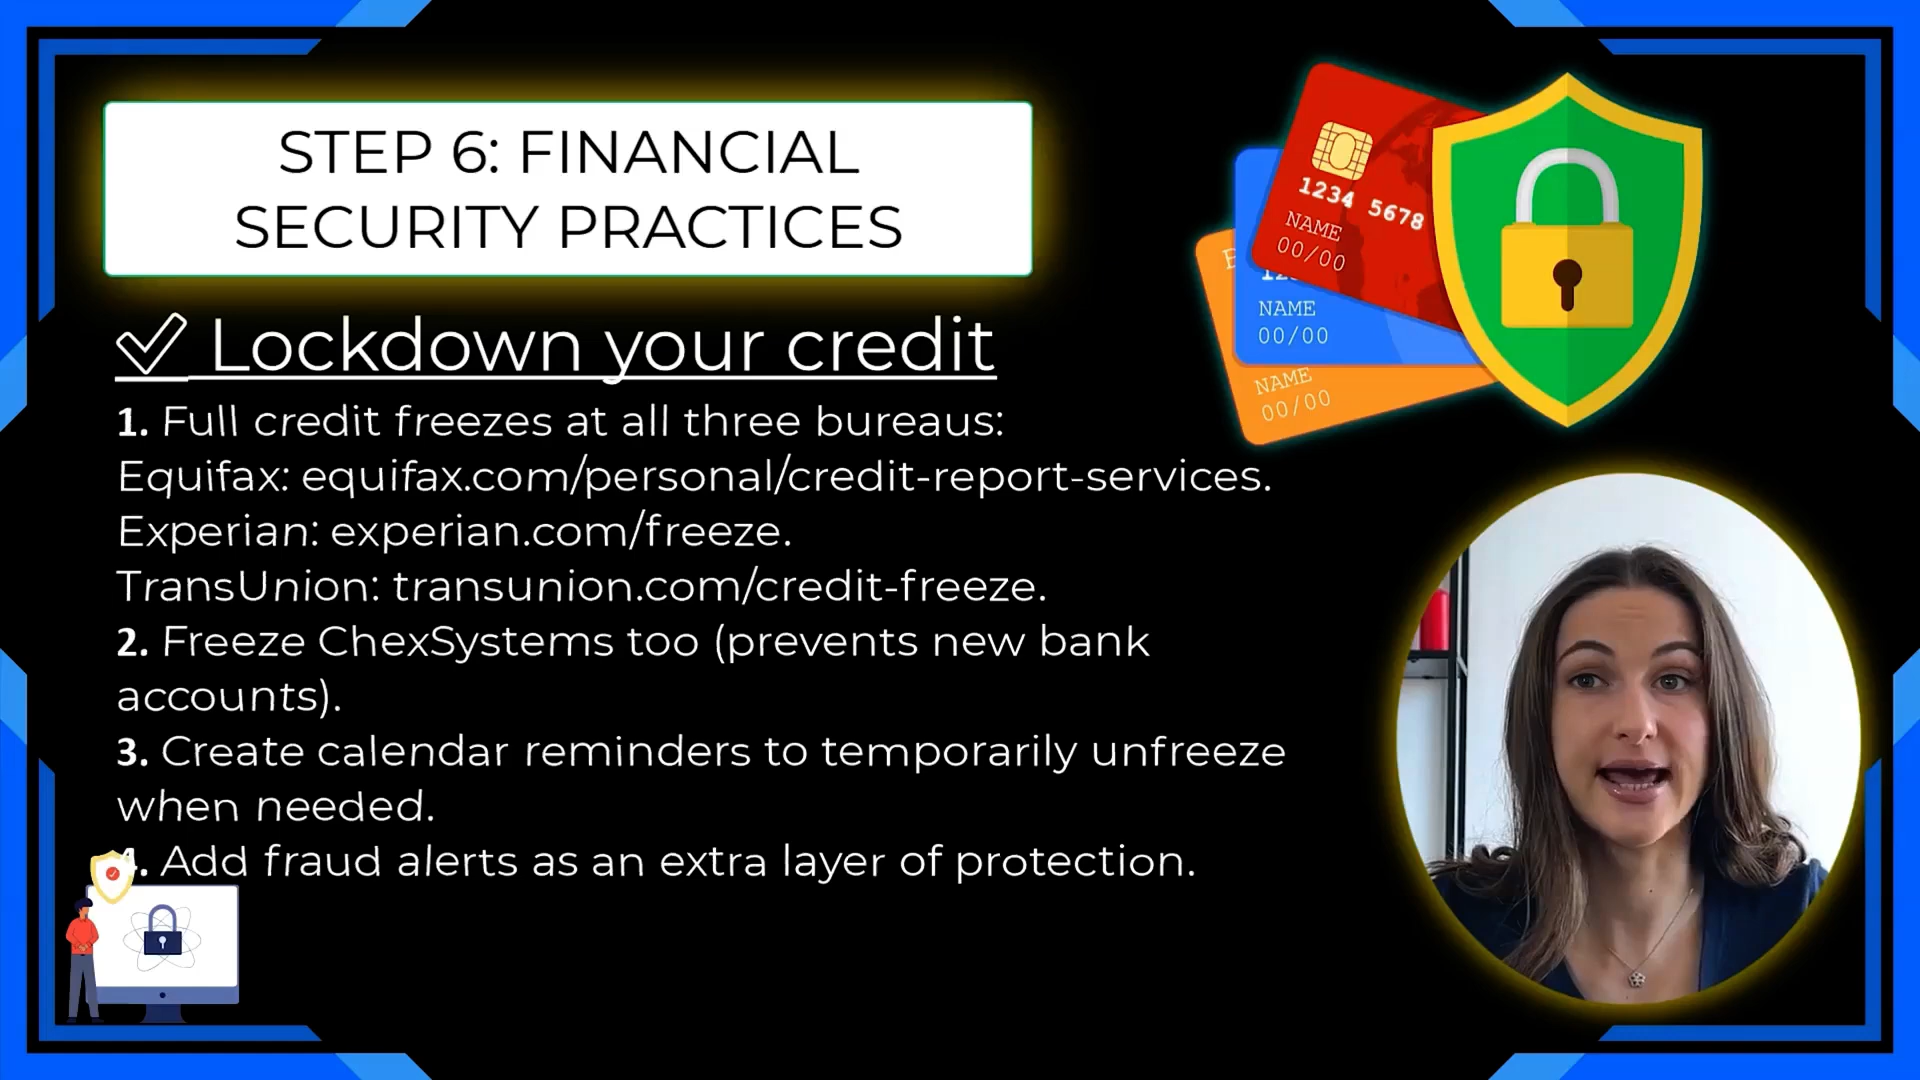 STEP 6: FINANCIAL
SECURITY PRACTICES
Lockdown your credit
1. Full credit freezes at all three bureaus:
Equifax: equifax.com/personal/credit-report-services.
Experian: experian.com/freeze.
TransUnion: transunion.com/credit-freeze.
2. Freeze ChexSystems too (prevents new bank
accounts).
3. Create calendar reminders to temporarily unfreeze
when needed.
4. Add fraud alerts as an extra layer of protection.
1234 5678
NAME
00/00
NAME
00/00
NAME
00/00